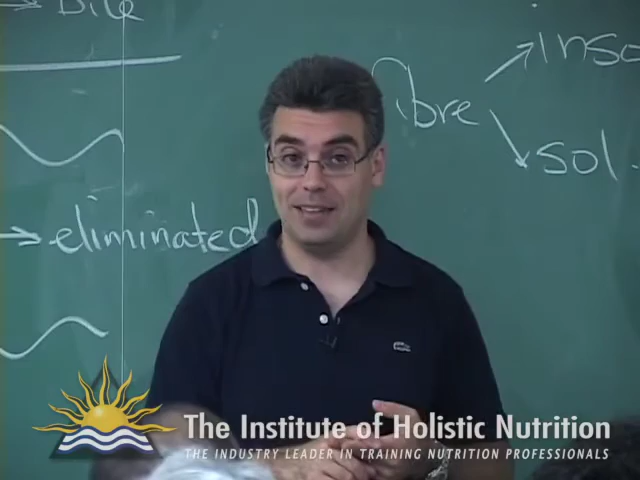 → Bile
fibre
→ inso
→ sol.
→ eliminated
The Institute of Holistic Nutrition
THE INDUSTRY LEADER IN TRAINING NUTRITION PROFESSIONALS